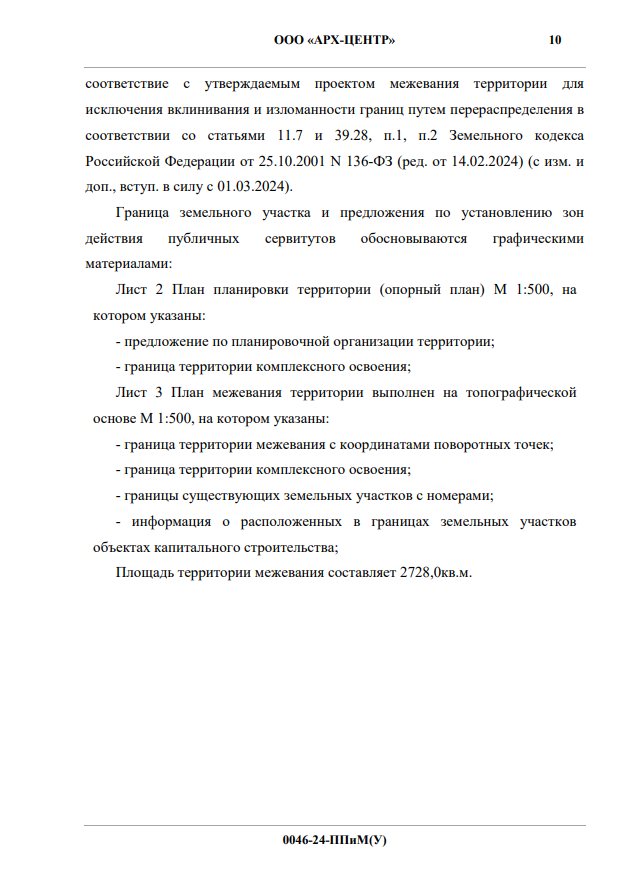 ООО «АРХ-ЦЕНТР» 10
соответствие с утверждаемым проектом межевания территории для
исключения вклинивания и изломанности границ путем перераспределения в
соответствии со статьями 11.7 и 39.28, п.1, п.2 Земельного кодекса
Российской Федерации от 25.10.2001 N 136-ФЗ (ред. от 14.02.2024) (с изм. и
доп., вступ. в силу с 01.03.2024).
Граница земельного участка и предложения по установлению зон
действия публичных сервитутов обосновываются графическими
материалами:
Лист 2 План планировки территории (опорный план) М 1:500, на
котором указаны:
- предложение по планировочной организации территории;
- граница территории комплексного освоения;
Лист 3 План межевания территории выполнен на топографической
основе М 1:500, на котором указаны:
- граница территории межевания с координатами поворотных точек;
- граница территории комплексного освоения;
- границы существующих земельных участков с номерами;
- информация о расположенных в границах земельных участков
объектах капитального строительства;
Площадь территории межевания составляет 2728,0кв.м.
0046-24-ППиМ(У)